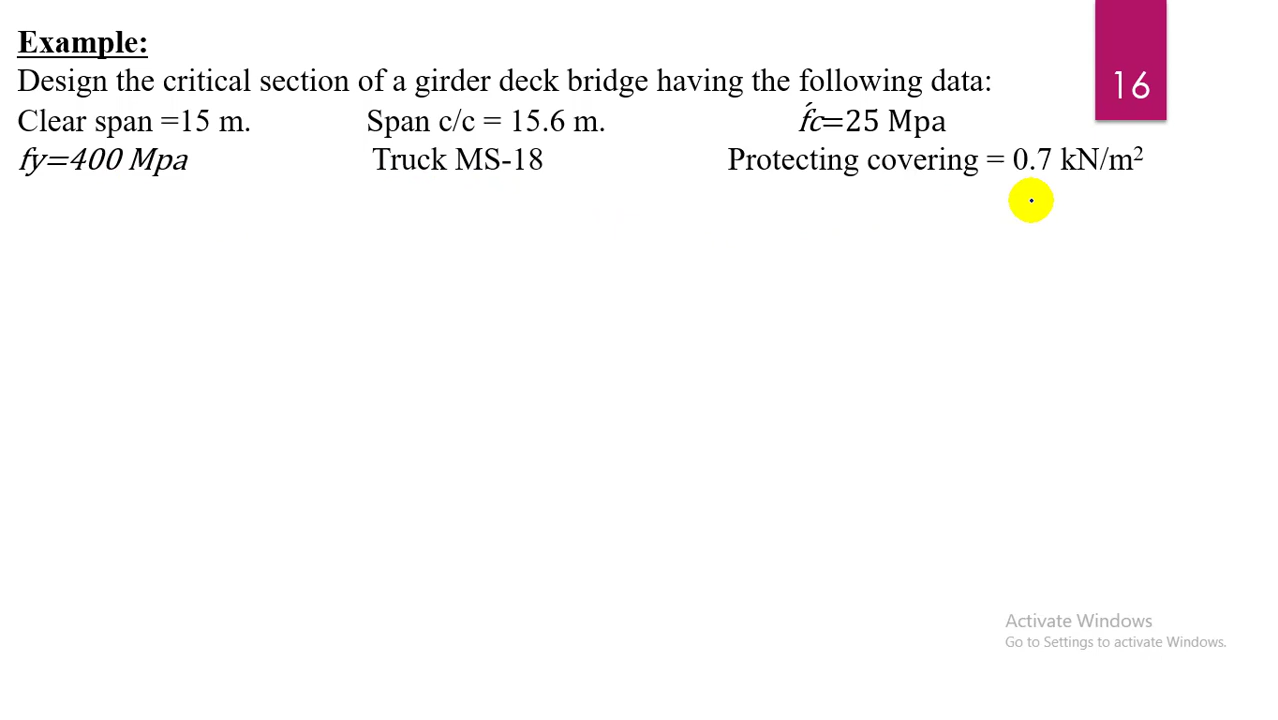 Example:
16
Design the critical section of a girder deck bridge having the following data:
Clear span =15 m. Span c/c = 15.6 m. f́c=25 Mpa
fy=400 Mpa Truck MS-18 Protecting covering = 0.7 kN/m²
Activate Windows
Go to Settings to activate Windows.